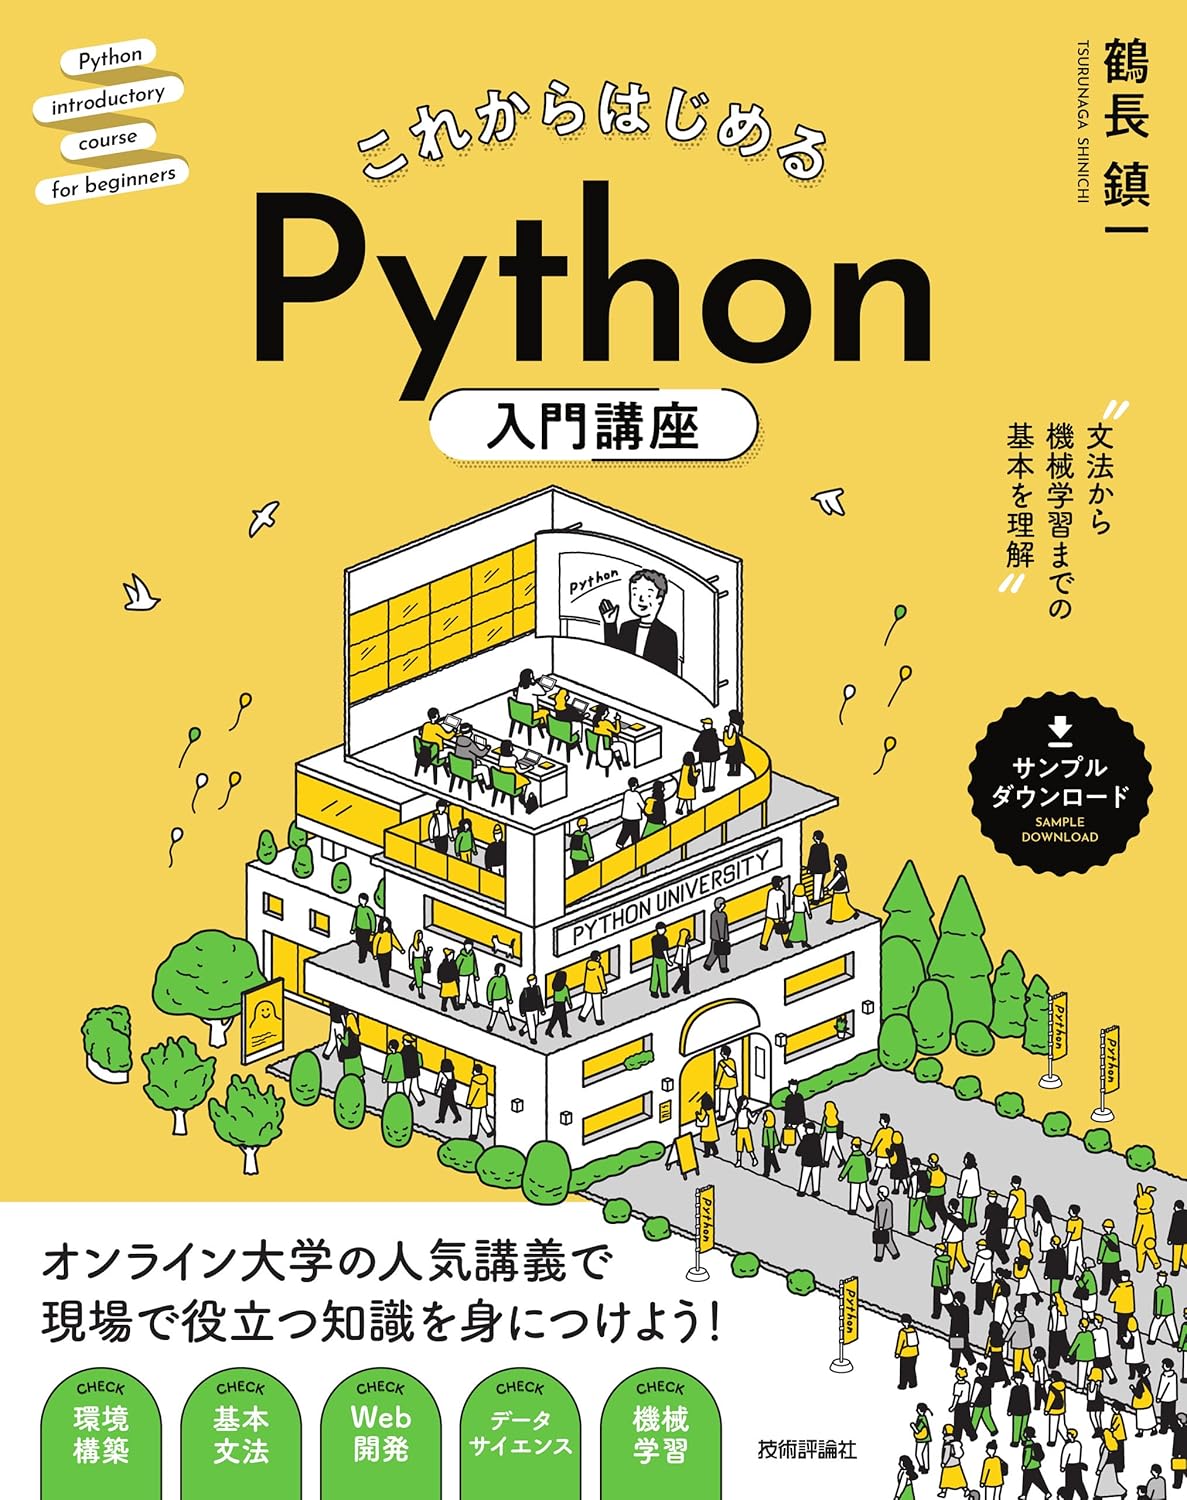 Python
introductory
course
for beginners
これからはじめる
Python
入門講座
鶴長 鎮一
TSURUNAGA SHINICHI
"文法から
機械学習までの
基本を理解"
サンプル
ダウンロード
SAMPLE
DOWNLOAD
python
PYTHON UNIVERSITY
Python
Python
Python
Python
オンライン大学の人気講義で
現場で役立つ知識を身につけよう!
CHECK
環境
構築
CHECK
基本
文法
CHECK
Web
開発
CHECK
データ
サイエンス
CHECK
機械
学習
技術評論社